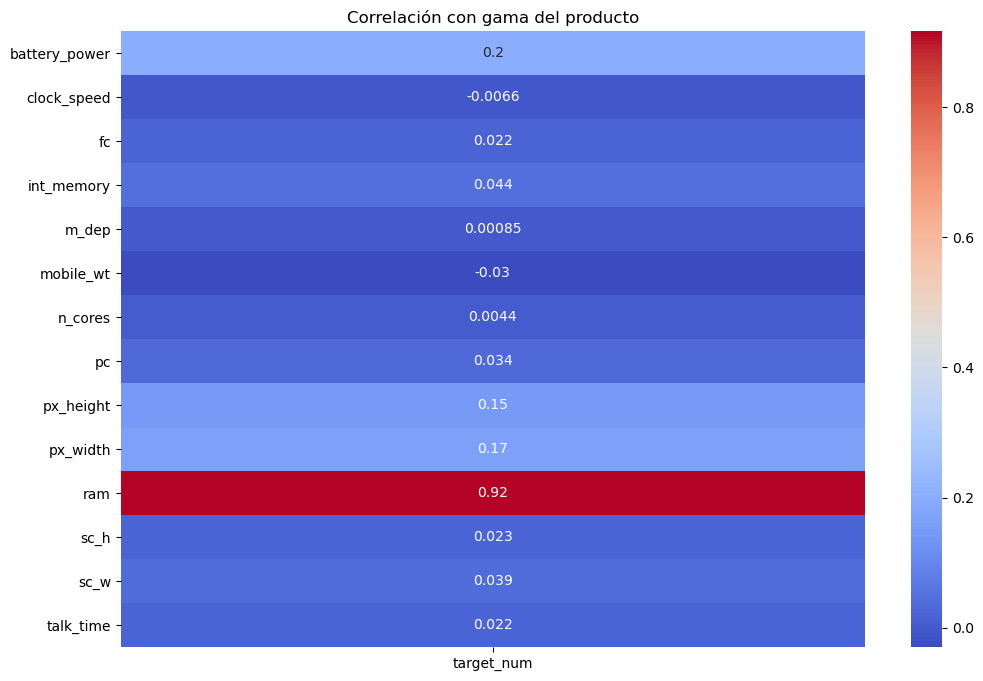 Correlación con gama del producto
battery_power 0.2
clock_speed -0.0066
fc 0.022
int_memory 0.044
m_dep 0.00085
mobile_wt -0.03
n_cores 0.0044
pc 0.034
px_height 0.15
px_width 0.17
ram 0.92
sc_h 0.023
sc_w 0.039
talk_time 0.022
target_num
0.8
0.6
0.4
0.2
0.0